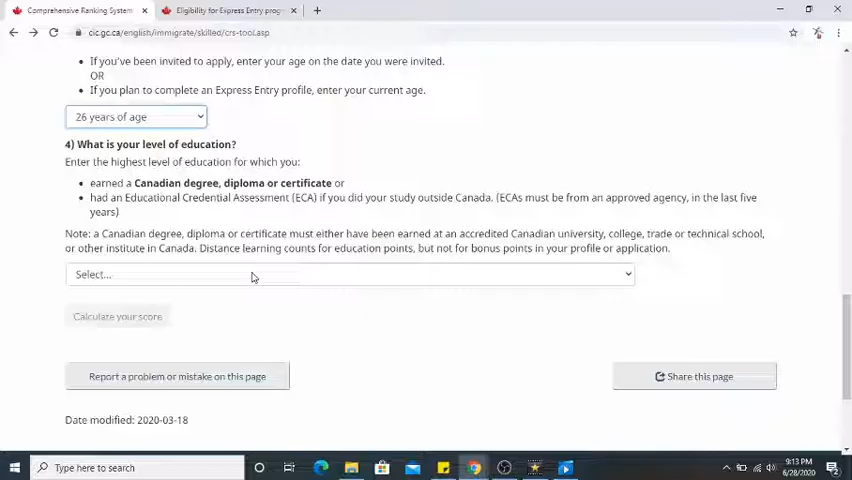 Comprehensive Ranking System
Eligibility for Express Entry prog
cic.gc.ca/english/immigrate/skilled/crs-tool.asp
• If you've been invited to apply, enter your age on the date you were invited.
OR
• If you plan to complete an Express Entry profile, enter your current age.
26 years of age
4) What is your level of education?
Enter the highest level of education for which you:
• earned a Canadian degree, diploma or certificate or
• had an Educational Credential Assessment (ECA) if you did your study outside Canada. (ECAs must be from an approved agency, in the last five
years)
Note: a Canadian degree, diploma or certificate must either have been earned at an accredited Canadian university, college, trade or technical school,
or other institute in Canada. Distance learning counts for education points, but not for bonus points in your profile or application.
Select...
Calculate your score
Report a problem or mistake on this page
Share this page
Date modified: 2020-03-18
Type here to search
9:13 PM
6/28/2020
2